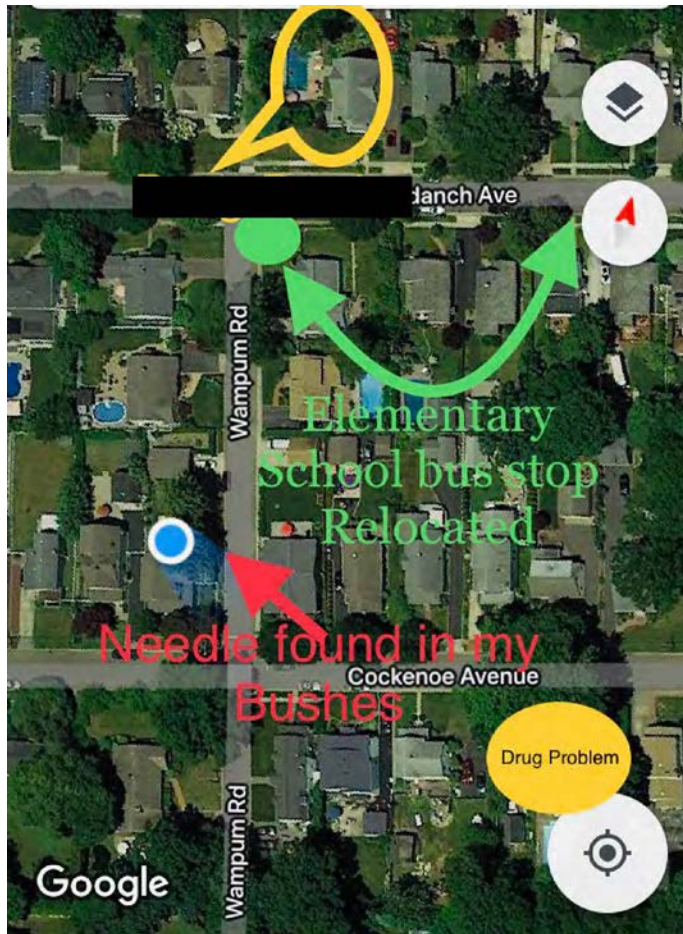 danch Ave
Wampum Rd
Elementary
School bus stop
Relocated
Needle found in my
Bushes
Cockenoe Avenue
Drug Problem
Wampum Rd
Google